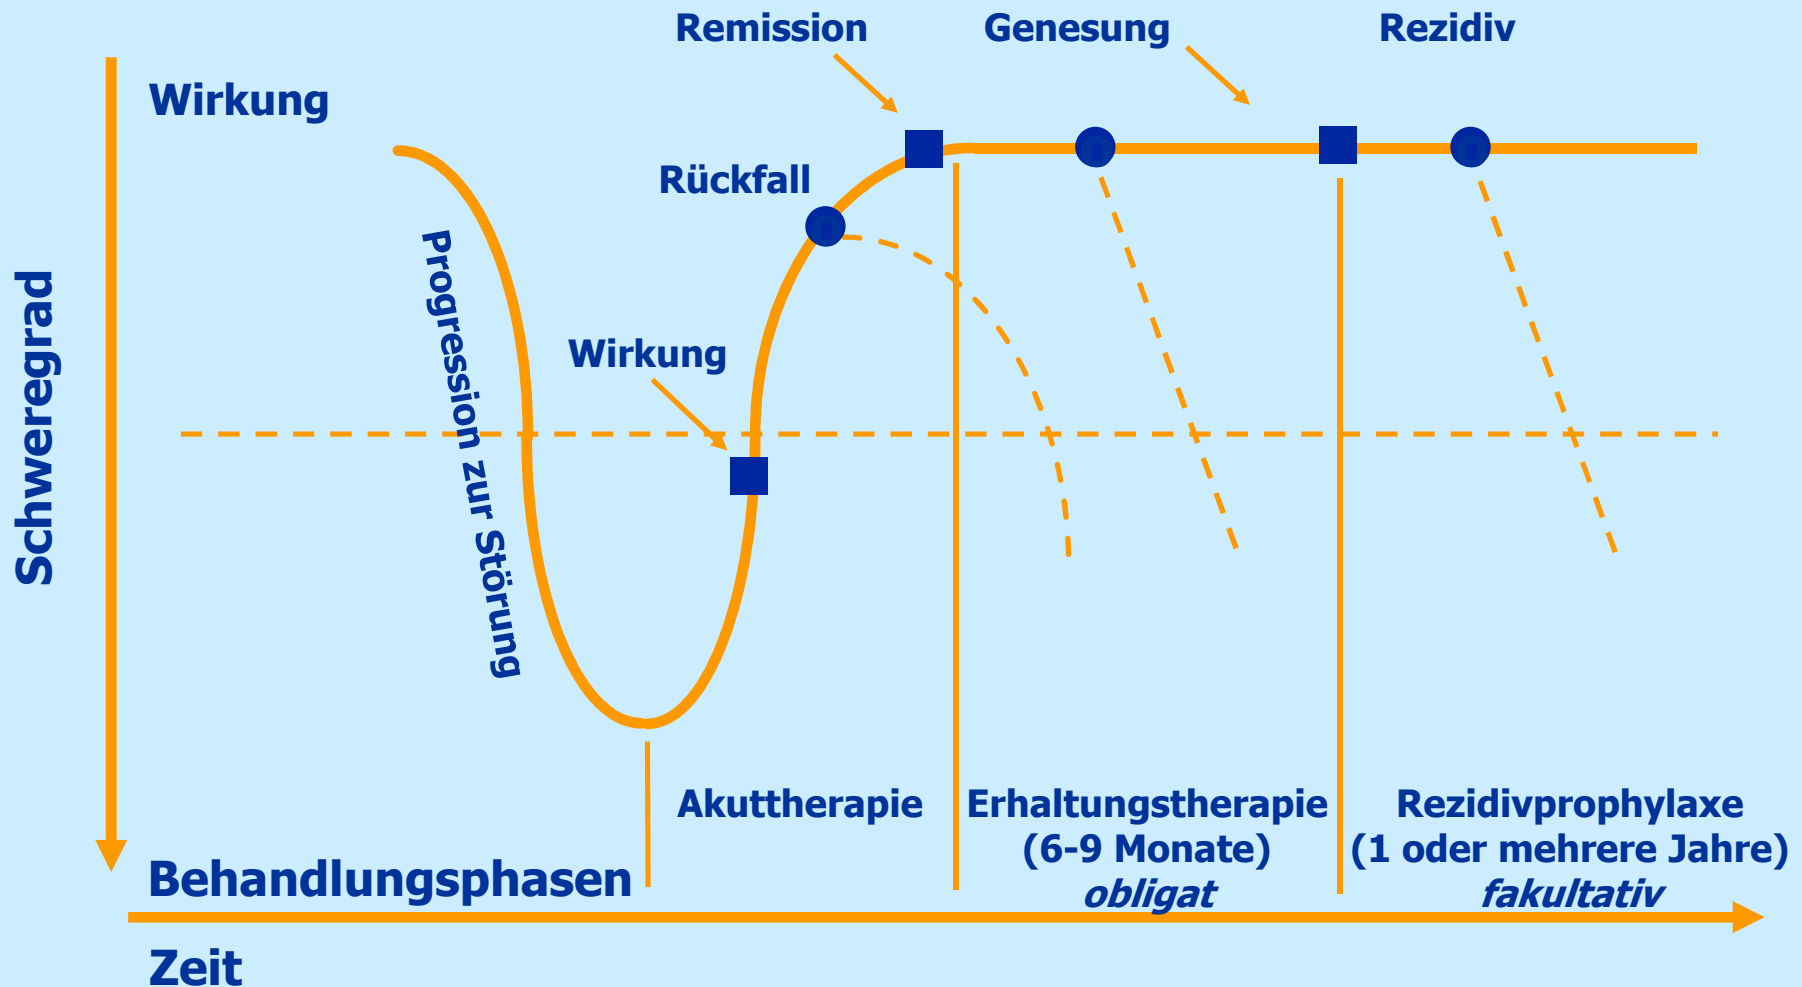 Remission
Genesung
Rezidiv
Wirkung
Rückfall
Progression zur Störung
Wirkung
Schweregrad
Akuttherapie
Erhaltungstherapie
(6-9 Monate)
obligat
Rezidivprophylaxe
(1 oder mehrere Jahre)
fakultativ
Behandlungsphasen
Zeit